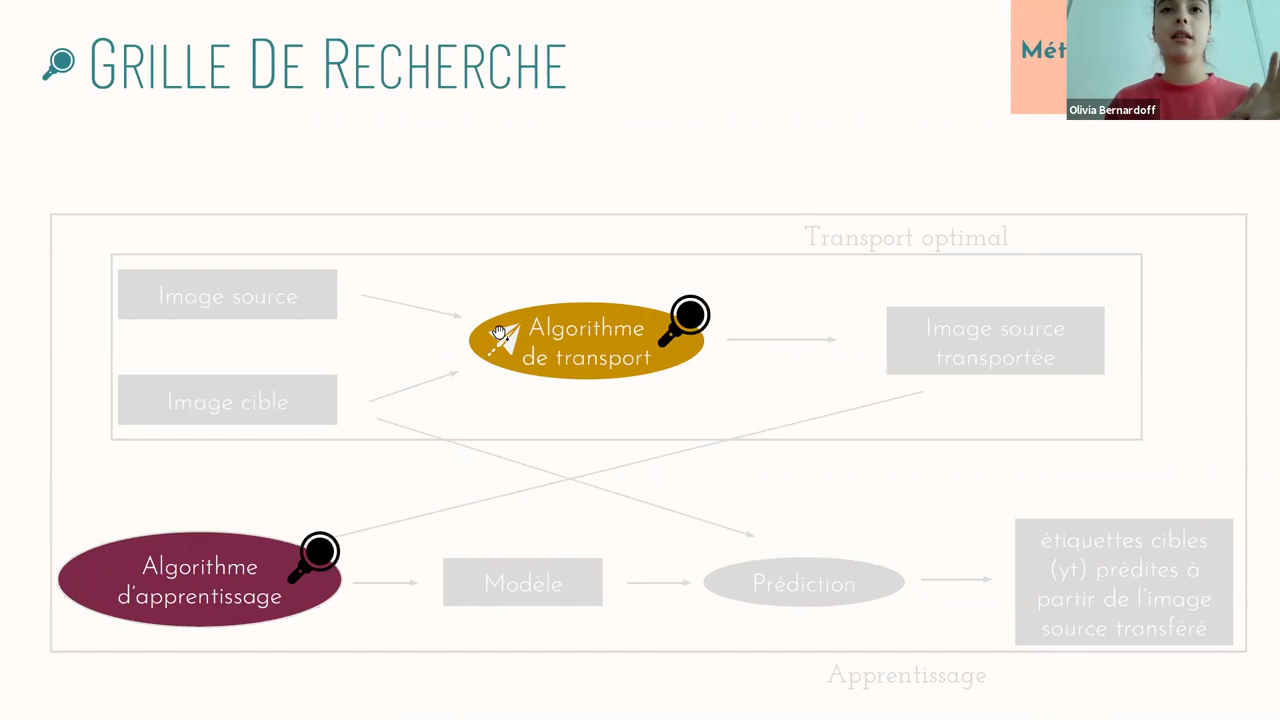 GRILLE DE RECHERCHE
Mét
Olivia Bernardoff
Transport optimal
Image source
Algorithme
de transport
Image source
transportée
Image cible
Algorithme
d'apprentissage
Modèle
Prédiction
étiquettes cibles
(yt) prédites à
partir de l'image
source transféré
Apprentissage